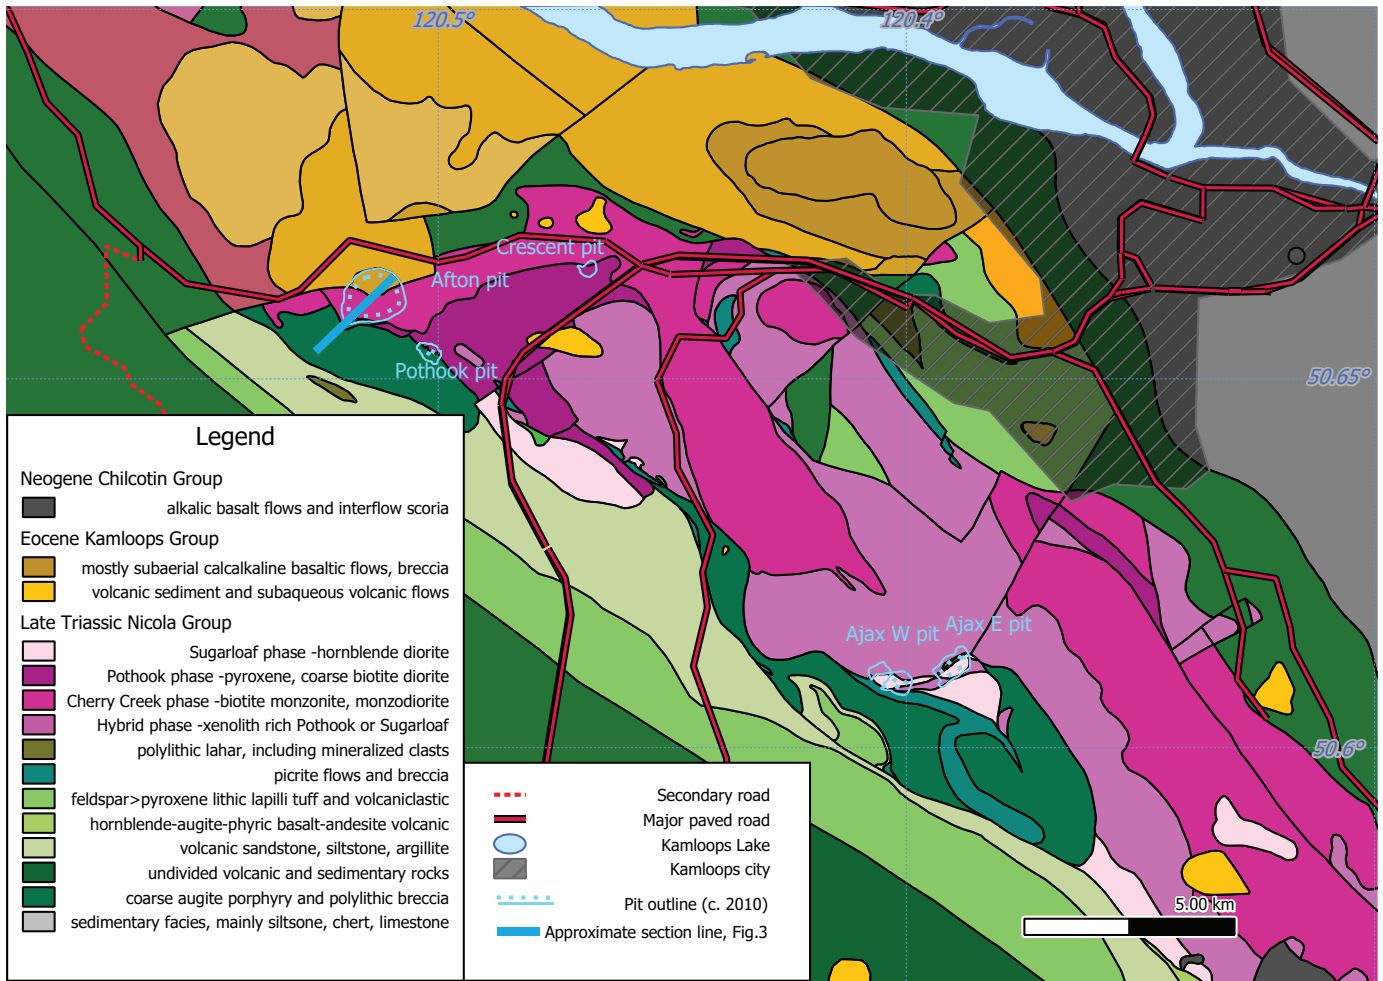 120.5°
120.4°
Crescent pit
Afton pit
Pothook pit
50.65°
Ajax W pit
Ajax E pit
50.6°
Legend
Neogene Chilcotin Group
alkalic basalt flows and interflow scoria
Eocene Kamloops Group
mostly subaerial calcalkaline basaltic flows, breccia
volcanic sediment and subaqueous volcanic flows
Late Triassic Nicola Group
Sugarloaf phase -hornblende diorite
Pothook phase -pyroxene, coarse biotite diorite
Cherry Creek phase -biotite monzonite, monzodiorite
Hybrid phase -xenolith rich Pothook or Sugarloaf
polylithic lahar, including mineralized clasts
picrite flows and breccia
feldspar>pyroxene lithic lapilli tuff and volcaniclastic
hornblende-augite-phyric basalt-andesite volcanic
volcanic sandstone, siltstone, argillite
undivided volcanic and sedimentary rocks
coarse augite porphyry and polylithic breccia
sedimentary facies, mainly siltsone, chert, limestone
Secondary road
Major paved road
Kamloops Lake
Kamloops city
Pit outline (c. 2010)
Approximate section line, Fig.3
5.00 km